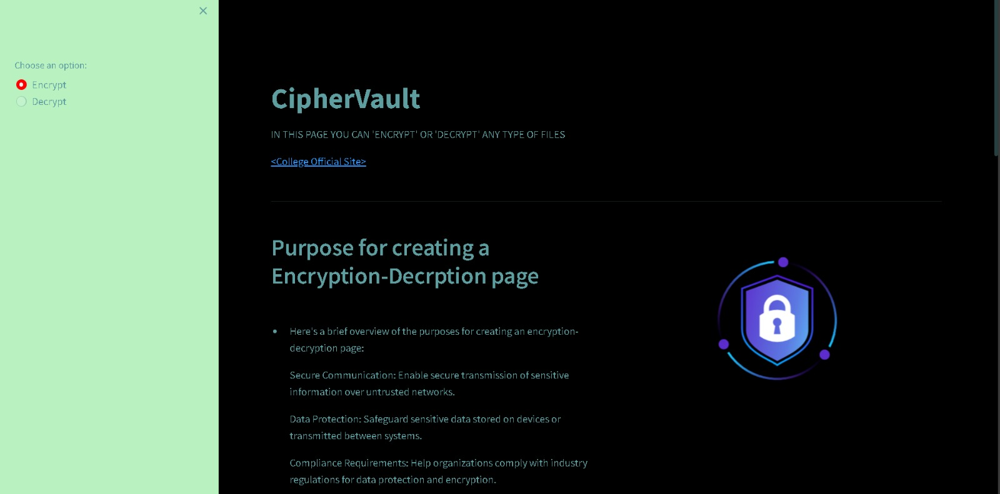 Choose an option:
Encrypt
Decrypt
CipherVault
IN THIS PAGE YOU CAN 'ENCRYPT' OR 'DECRYPT' ANY TYPE OF FILES
<College Official Site>
Purpose for creating a
Encryption-Decrption page
Here's a brief overview of the purposes for creating an encryption-
decryption page:
Secure Communication: Enable secure transmission of sensitive
information over untrusted networks.
Data Protection: Safeguard sensitive data stored on devices or
transmitted between systems.
Compliance Requirements: Help organizations comply with industry
regulations for data protection and encryption.